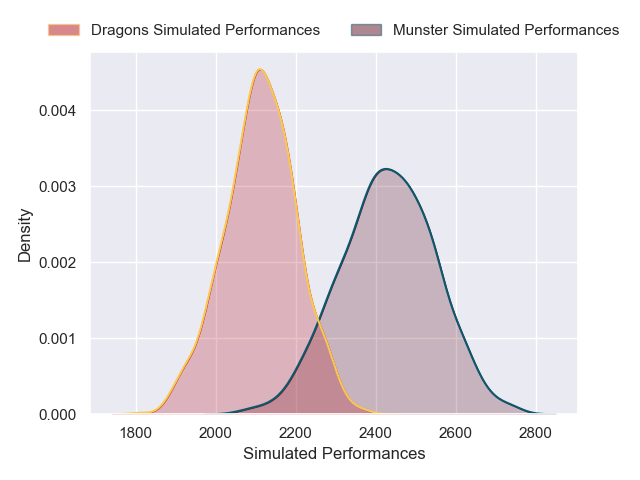 Dragons Simulated Performances Munster Simulated Performances
0.004
0.003
0.002
0.001
0.000
Density
1800 2000 2200 2400 2600 2800
Simulated Performances